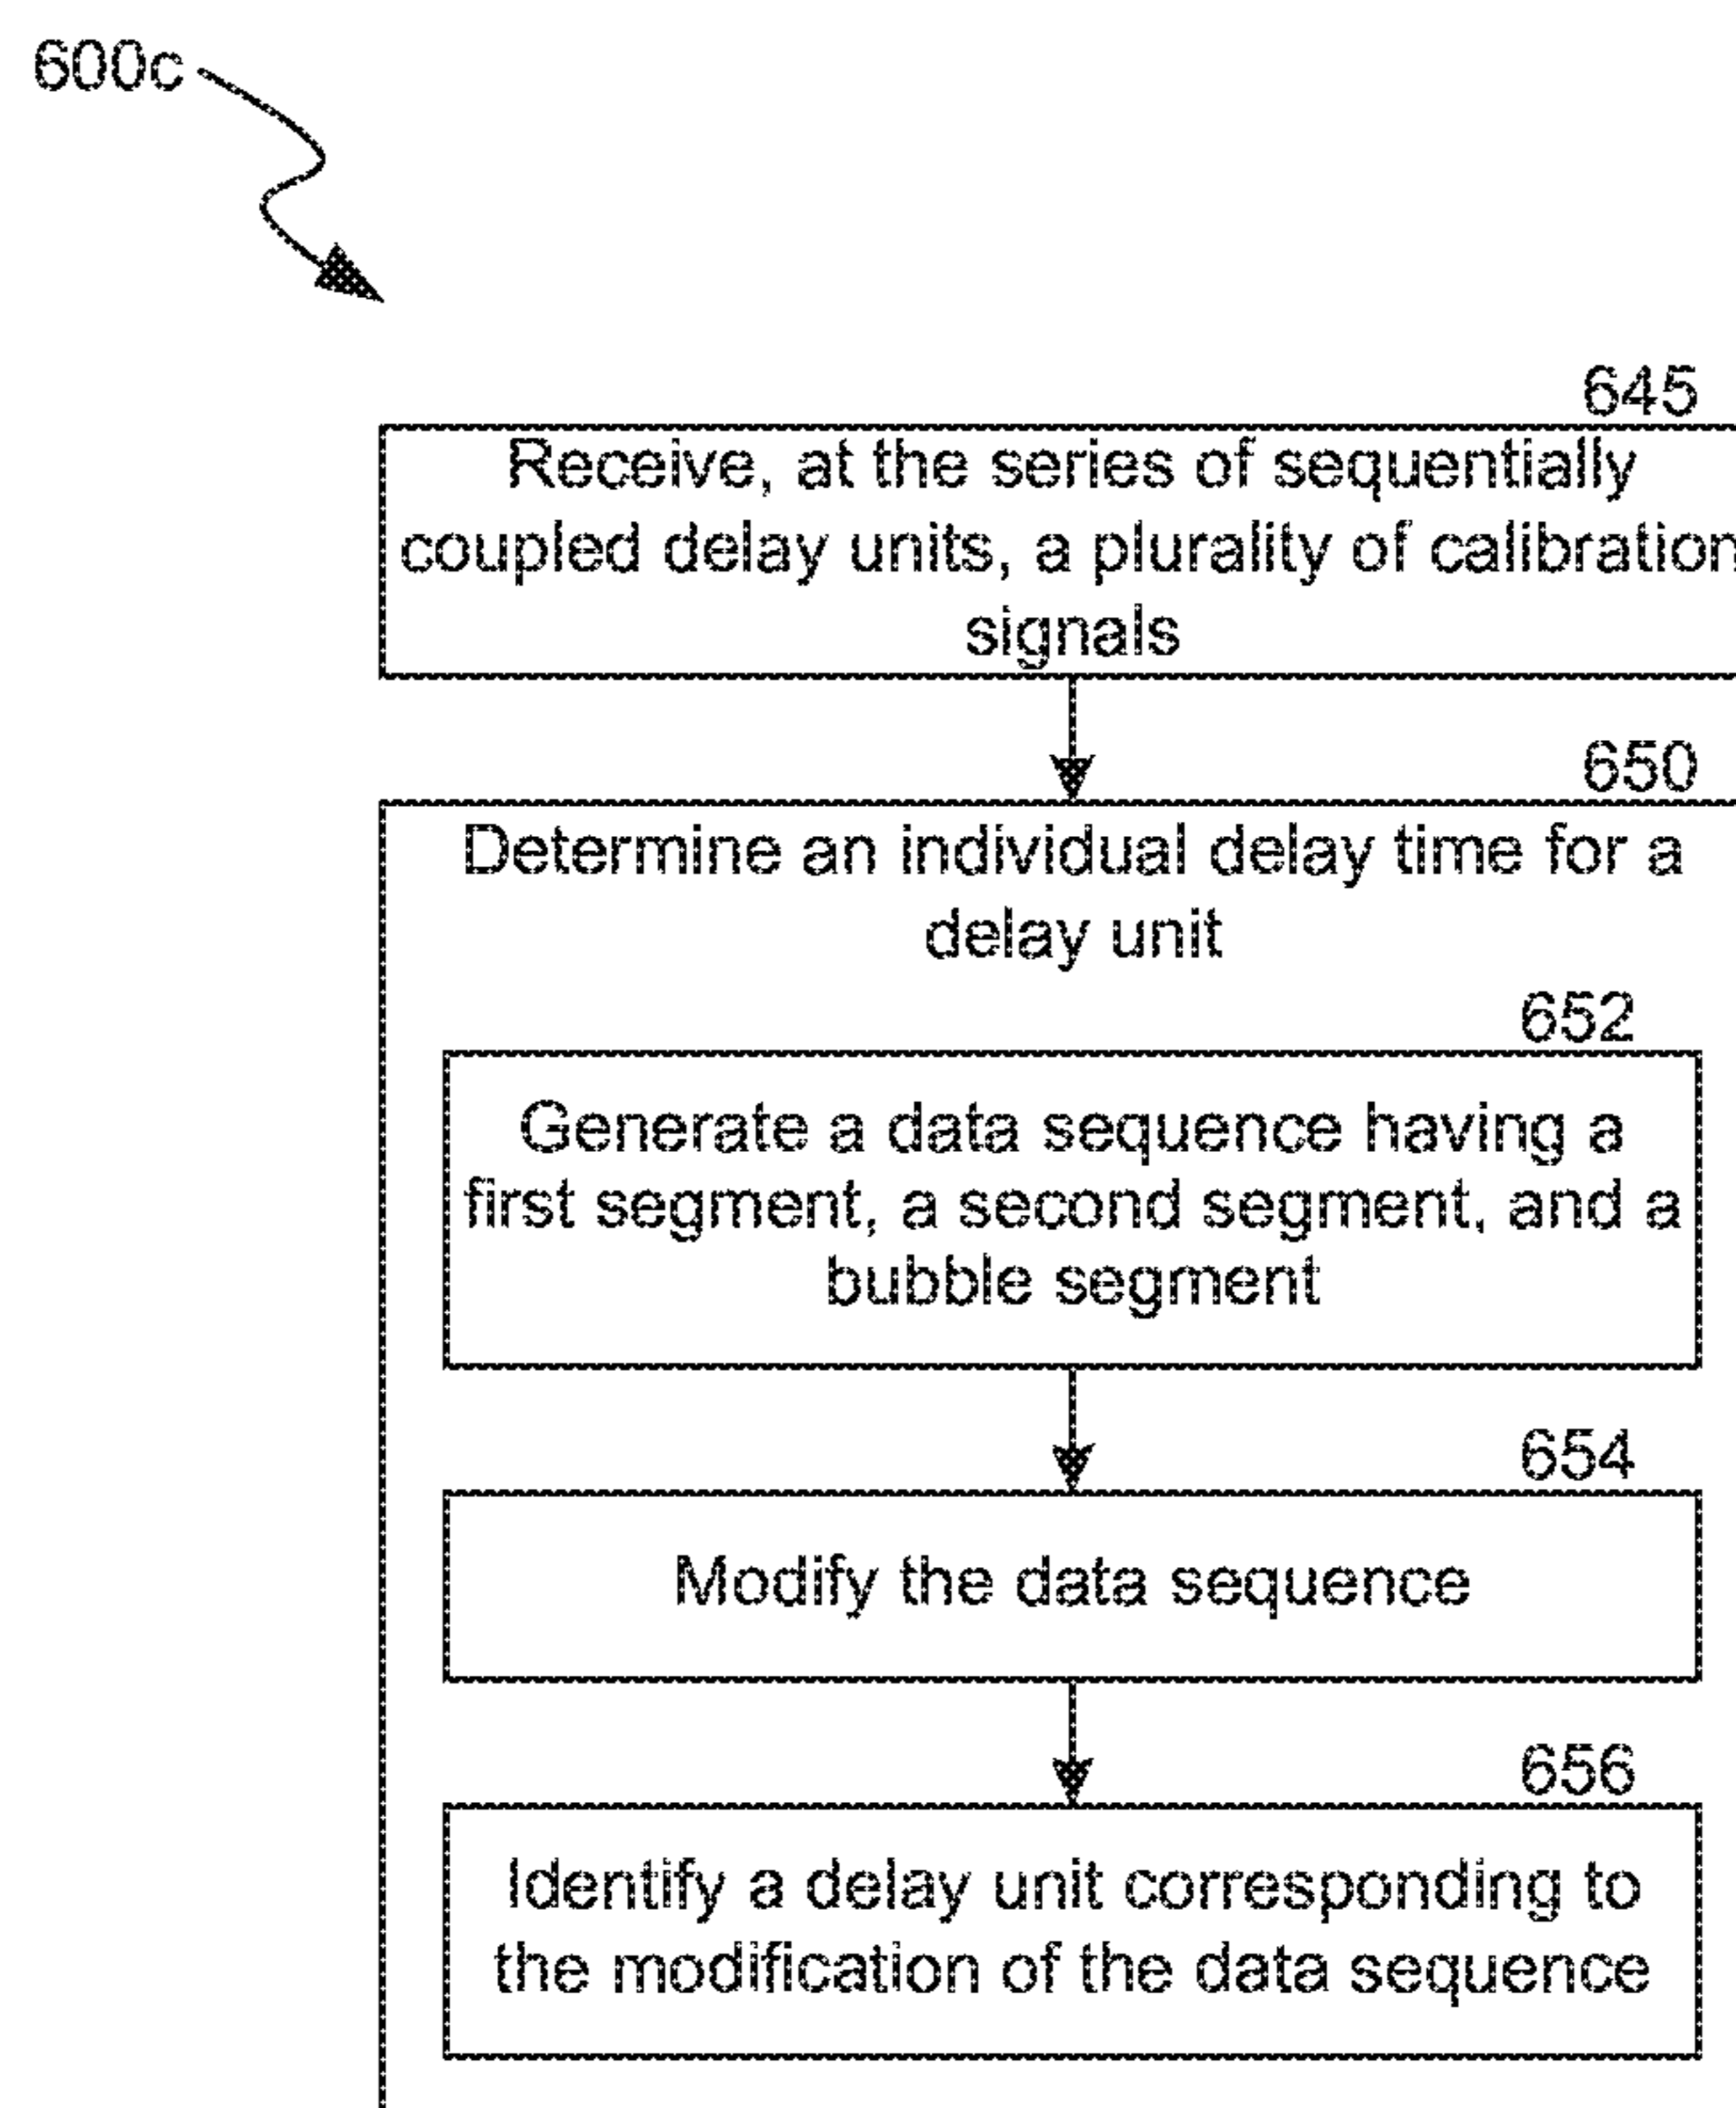 600c
645
Receive, at the series of sequentially
coupled delay units, a plurality of calibration
signals
650
Determine an individual delay time for a
delay unit
652
Generate a data sequence having a
first segment, a second segment, and a
bubble segment
654
Modify the data sequence
656
Identify a delay unit corresponding to
the modification of the data sequence